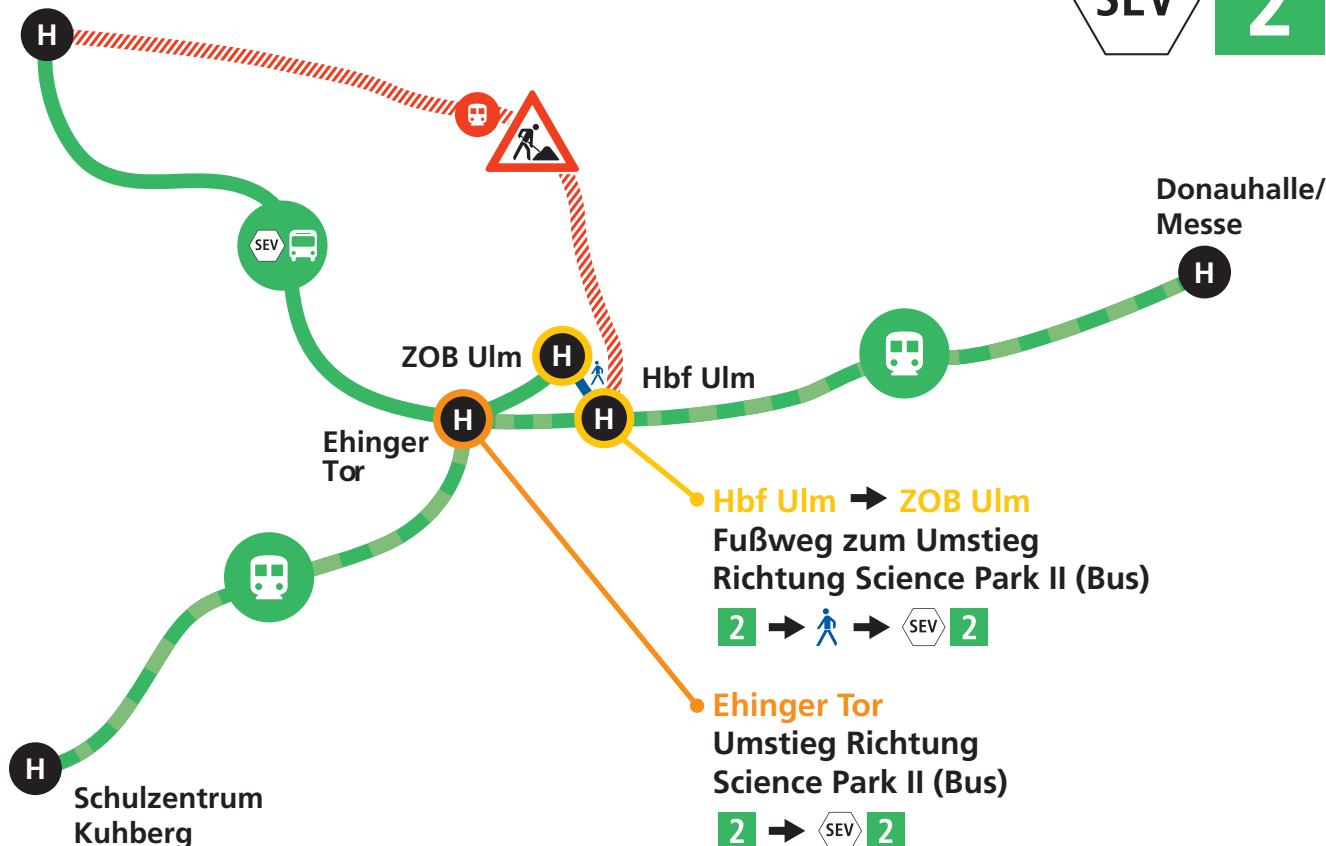 SEV 2
H
Donauhalle/
Messe
H
SEV
ZOB Ulm H
Hbf Ulm
H
H
Ehinger
Tor
Hbf Ulm ➔ ZOB Ulm
Fußweg zum Umstieg
Richtung Science Park II (Bus)
2 ➔ ➔ SEV 2
Ehinger Tor
Umstieg Richtung
Science Park II (Bus)
2 ➔ SEV 2
H
Schulzentrum
Kuhberg